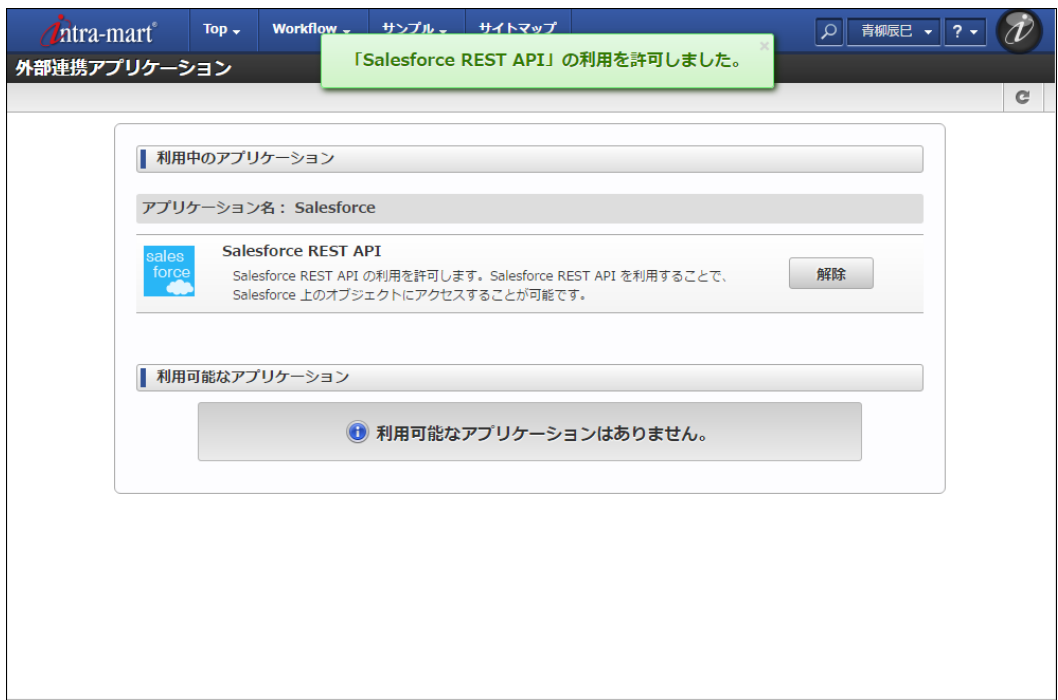 intra-mart®
Top
Workflow
サンプル
サイトマップ
青柳辰巳
?
「Salesforce REST API」の利用を許可しました。
×
外部連携アプリケーション
利用中のアプリケーション
アプリケーション名： Salesforce
sales
force
Salesforce REST API
Salesforce REST API の利用を許可します。Salesforce REST API を利用することで、
Salesforce 上のオブジェクトにアクセスすることが可能です。
解除
利用可能なアプリケーション
利用可能なアプリケーションはありません。